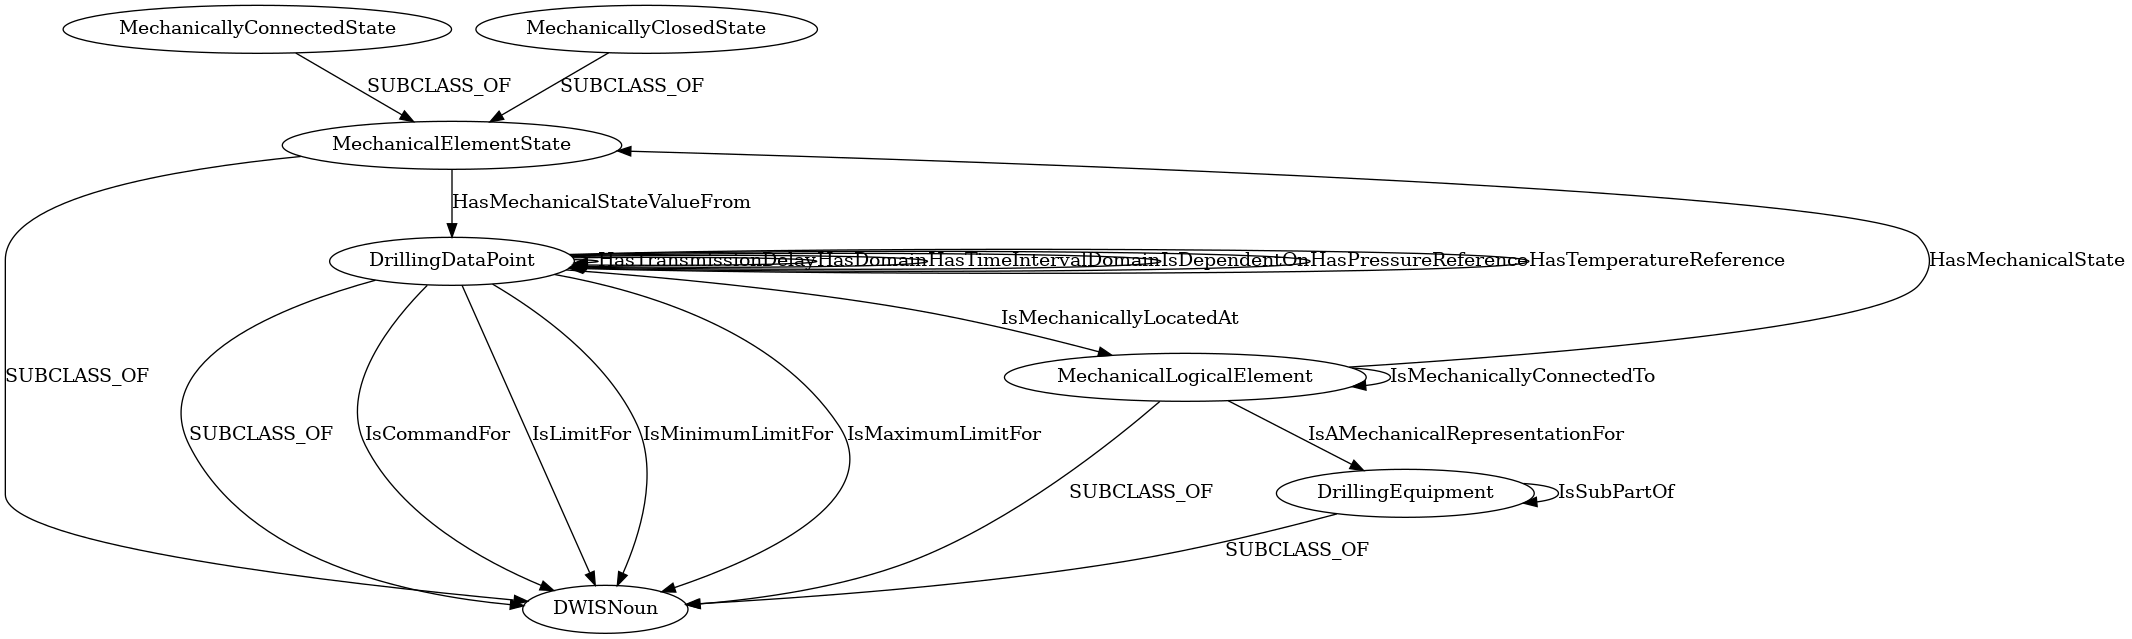 MechanicallyConnectedState
MechanicallyClosedState
SUBCLASS_OF
SUBCLASS_OF
MechanicalElementState
HasMechanicalStateValueFrom
DrillingDataPoint
HasTransmissionDelay
HasDomain
HasTimeIntervalDomain
IsDependentOn
HasPressureReference
HasTemperatureReference
HasMechanicalState
IsMechanicallyLocatedAt
SUBCLASS_OF
MechanicalLogicalElement
IsMechanicallyConnectedTo
SUBCLASS_OF
IsCommandFor
IsLimitFor
IsMinimumLimitFor
IsMaximumLimitFor
IsAMechanicalRepresentationFor
SUBCLASS_OF
DrillingEquipment
IsSubPartOf
SUBCLASS_OF
DWISNoun